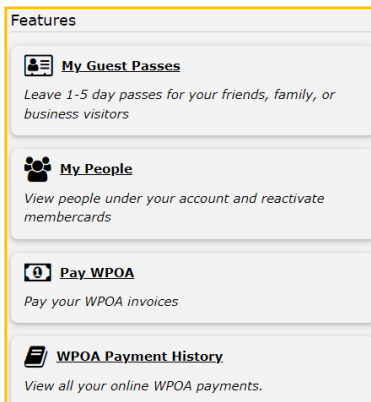 Features
My Guest Passes
Leave 1-5 day passes for your friends, family, or
business visitors
My People
View people under your account and reactivate
membercards
Pay WPOA
Pay your WPOA invoices
WPOA Payment History
View all your online WPOA payments.